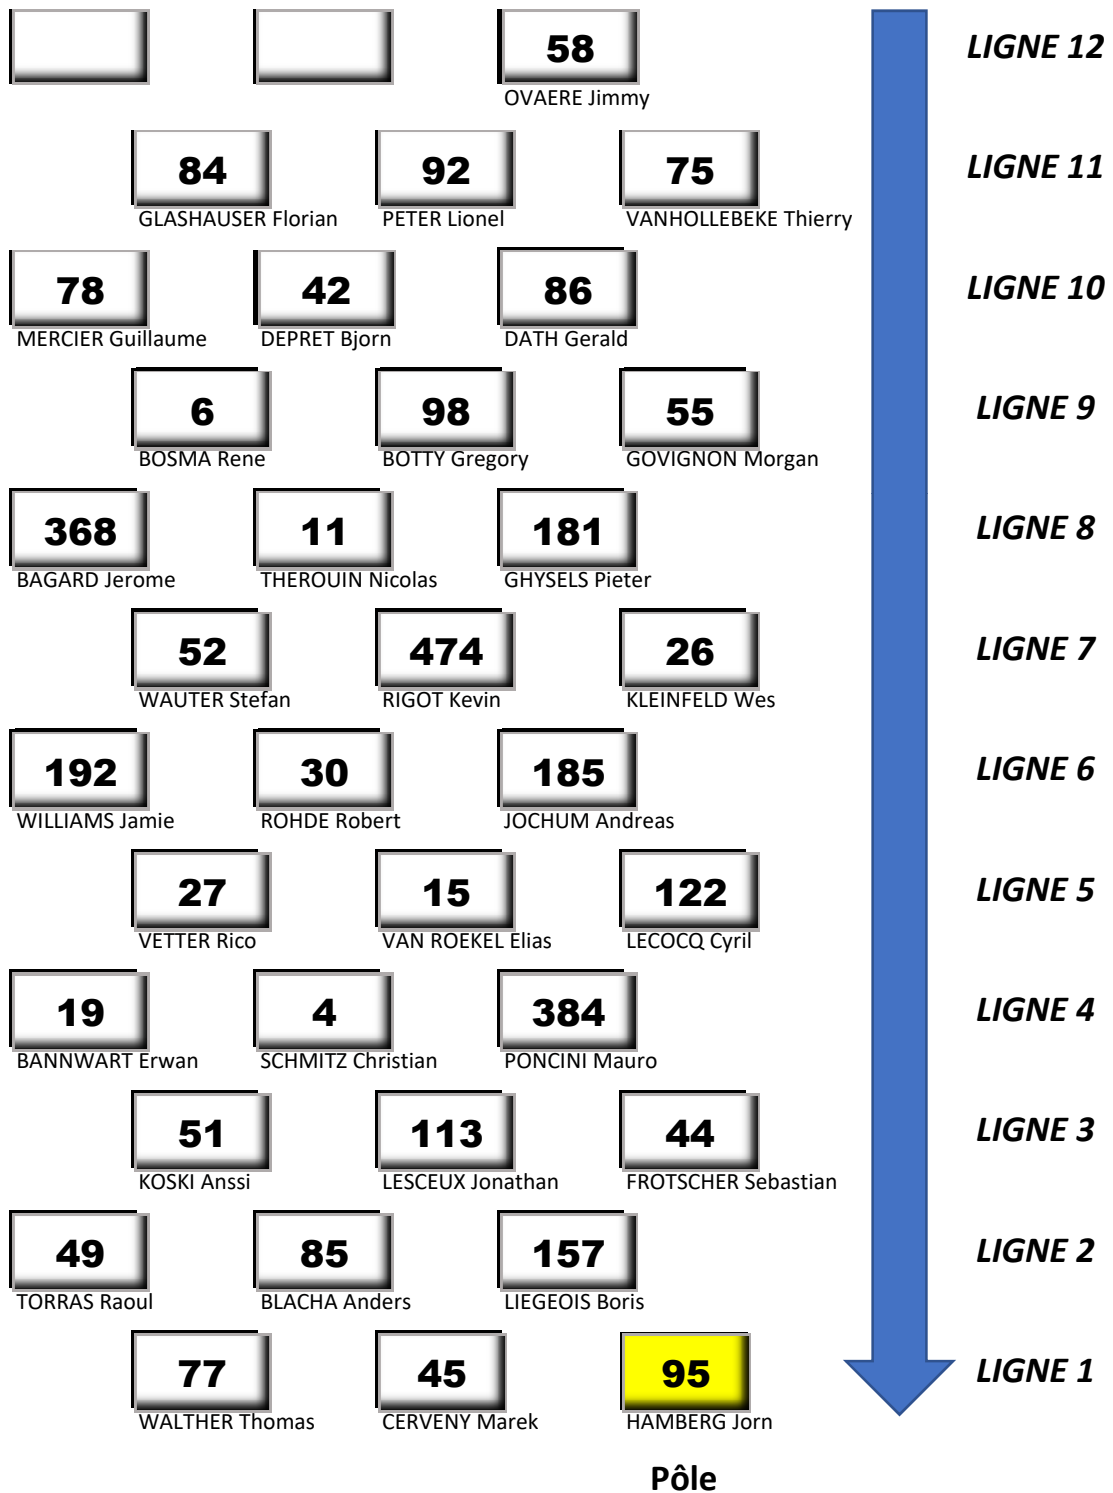 58 LIGNE 12
OVAERE Jimmy
84 92 75 LIGNE 11
GLASHAUSER Florian PETER Lionel VANHOLLEBEKE Thierry
78 42 86 LIGNE 10
MERCIER Guillaume DEPRET Bjorn DATH Gerald
6 98 55 LIGNE 9
BOSMA Rene BOTTY Gregory GOVIGNON Morgan
368 11 181 LIGNE 8
BAGARD Jerome THEROUIN Nicolas GHYSELS Pieter
52 474 26 LIGNE 7
WAUTER Stefan RIGOT Kevin KLEINFELD Wes
192 30 185 LIGNE 6
WILLIAMS Jamie ROHDE Robert JOCHUM Andreas
27 15 122 LIGNE 5
VETTER Rico VAN ROEKEL Elias LECOCQ Cyril
19 4 384 LIGNE 4
BANNWART Erwan SCHMITZ Christian PONCINI Mauro
51 113 44 LIGNE 3
KOSKI Anssi LESCEUX Jonathan FROTSCHER Sebastian
49 85 157 LIGNE 2
TORRAS Raoul BLACHA Anders LIEGEOIS Boris
77 45 95 LIGNE 1
WALTHER Thomas CERVENY Marek HAMBERG Jorn
Pôle